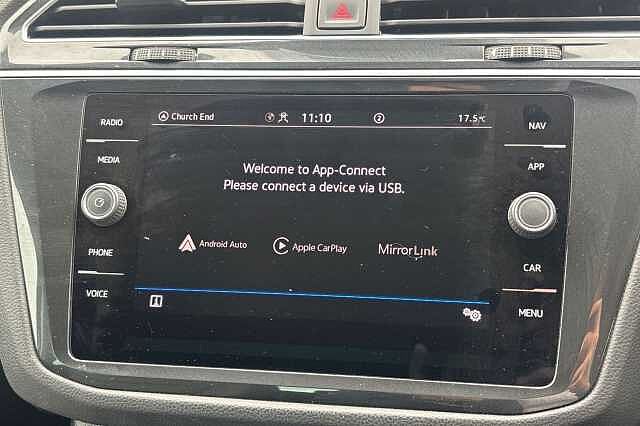 RADIO
MEDIA
PHONE
VOICE
Church End
11:10
2
17.5°C
Welcome to App-Connect
Please connect a device via USB.
Android Auto
Apple CarPlay
MirrorLink
NAV
APP
CAR
MENU